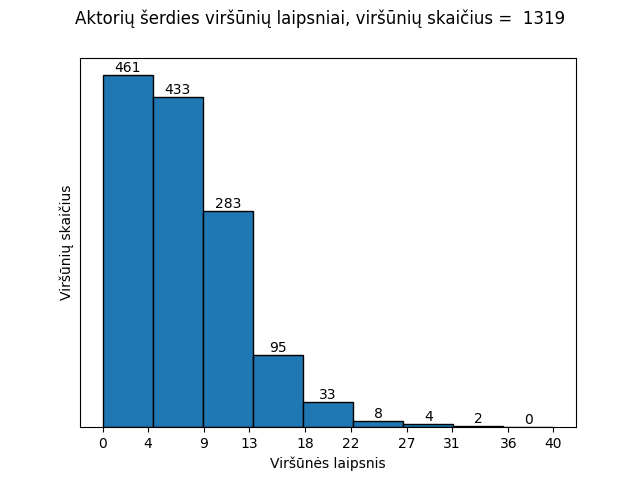 Aktorių šerdies viršūnių laipsniai, viršūnių skaičius =  1319
461
433
283
95
33
8
4
2
0
Viršūnių skaičius
0 4 9 13 18 22 27 31 36 40
Viršūnės laipsnis